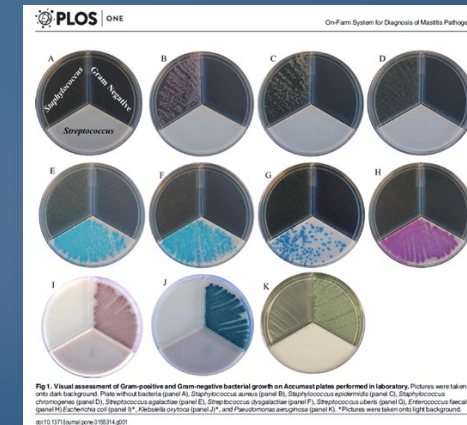 PLOS | ONE
On-Farm System for Diagnosis of Mastitis Pathogen
A
B
C
D
Staphylococcus
Gram Negative
Streptococcus
E
F
G
H
I
J
K
Fig 1. Visual assessment of Gram-positive and Gram-negative bacterial growth on Accumast plates performed in laboratory. Pictures were taken
onto dark background. Plate without bacteria (panel A), Staphylococcus aureus (panel B), Staphylococcus epidermidis (panel C), Staphylococcus
chromogenes (panel D), Streptococcus agalactiae (panel E), Streptococcus dysgalactiae (panel F), Streptococcus uberis (panel G), Enterococcus faecali
(panel H) Escherichia coli (panel I)*, Klebsiella oxytoca (panel J)*, and Pseudomonas aeruginosa (panel K). *Pictures were taken onto light background.
doi:10.1371/journal.pone.0155314.g001